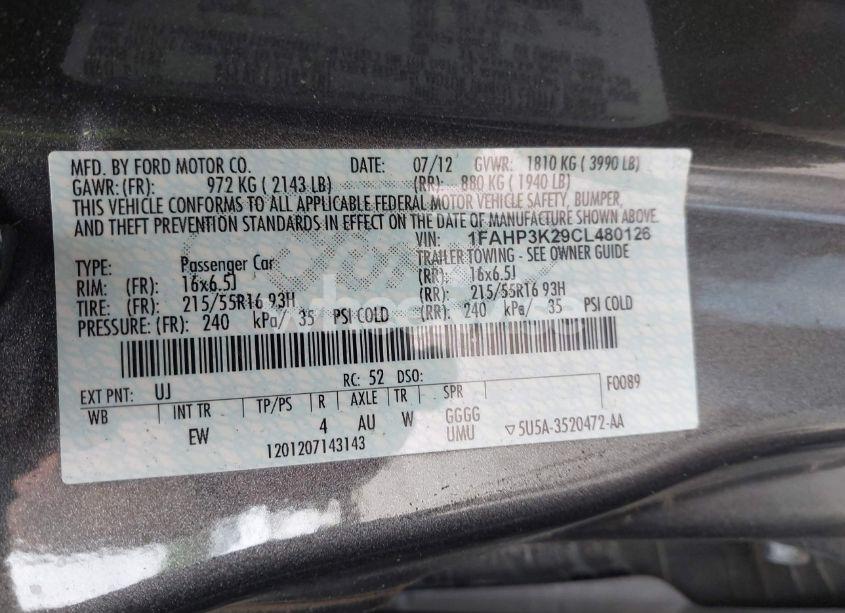 MFD. BY FORD MOTOR CO. DATE: 07/12 GVWR: 1810 KG ( 3990 LB)
GAWR: (FR): 972 KG ( 2143 LB) (RR): 880 KG ( 1940 LB)
THIS VEHICLE CONFORMS TO ALL APPLICABLE FEDERAL MOTOR VEHICLE SAFETY, BUMPER,
AND THEFT PREVENTION STANDARDS IN EFFECT ON THE DATE OF MANUFACTURE SHOWN ABOVE.
VIN: 1FAHP3K29CL480126
TYPE: Passenger Car TRAILER TOWING - SEE OWNER GUIDE
RIM: (FR): 16x6.5J (RR): 16x6.5J
TIRE: (FR): 215/55R16 93H (RR): 215/55R16 93H
PRESSURE: (FR): 240 kPa/ 35 PSI COLD (RR): 240 kPa/ 35 PSI COLD
EXT PNT: UJ RC: 52 DSO: F0089
WB INT TR TP/PS R AXLE TR SPR
EW 4 AU W GGGG
UMU
1201207143143 ▽5U5A-3520472-AA